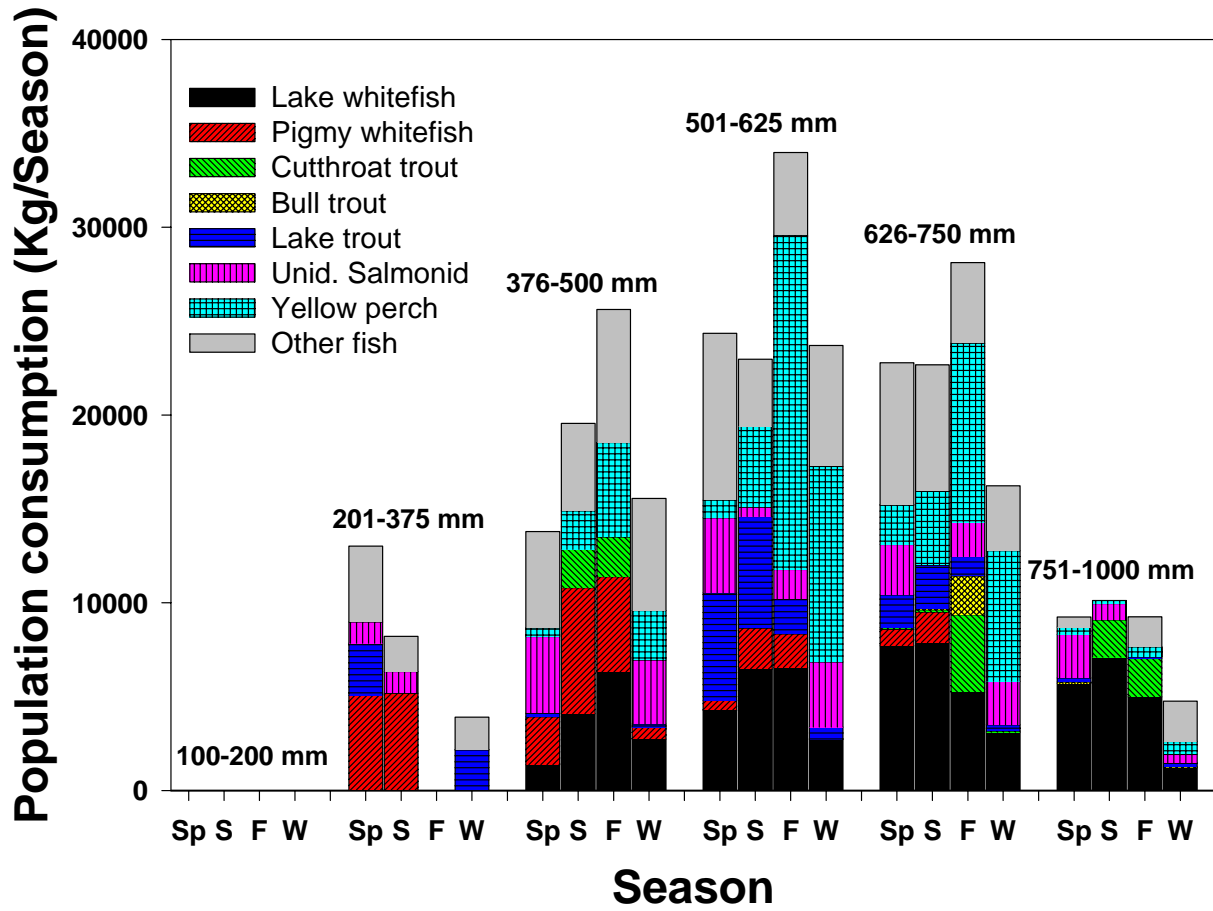 Population consumption (Kg/Season)
40000
30000
20000
10000
0
Lake whitefish
Pigmy whitefish
Cutthroat trout
Bull trout
Lake trout
Unid. Salmonid
Yellow perch
Other fish
100-200 mm
201-375 mm
376-500 mm
501-625 mm
626-750 mm
751-1000 mm
Sp S F W Sp S F W Sp S F W Sp S F W Sp S F W Sp S F W
Season